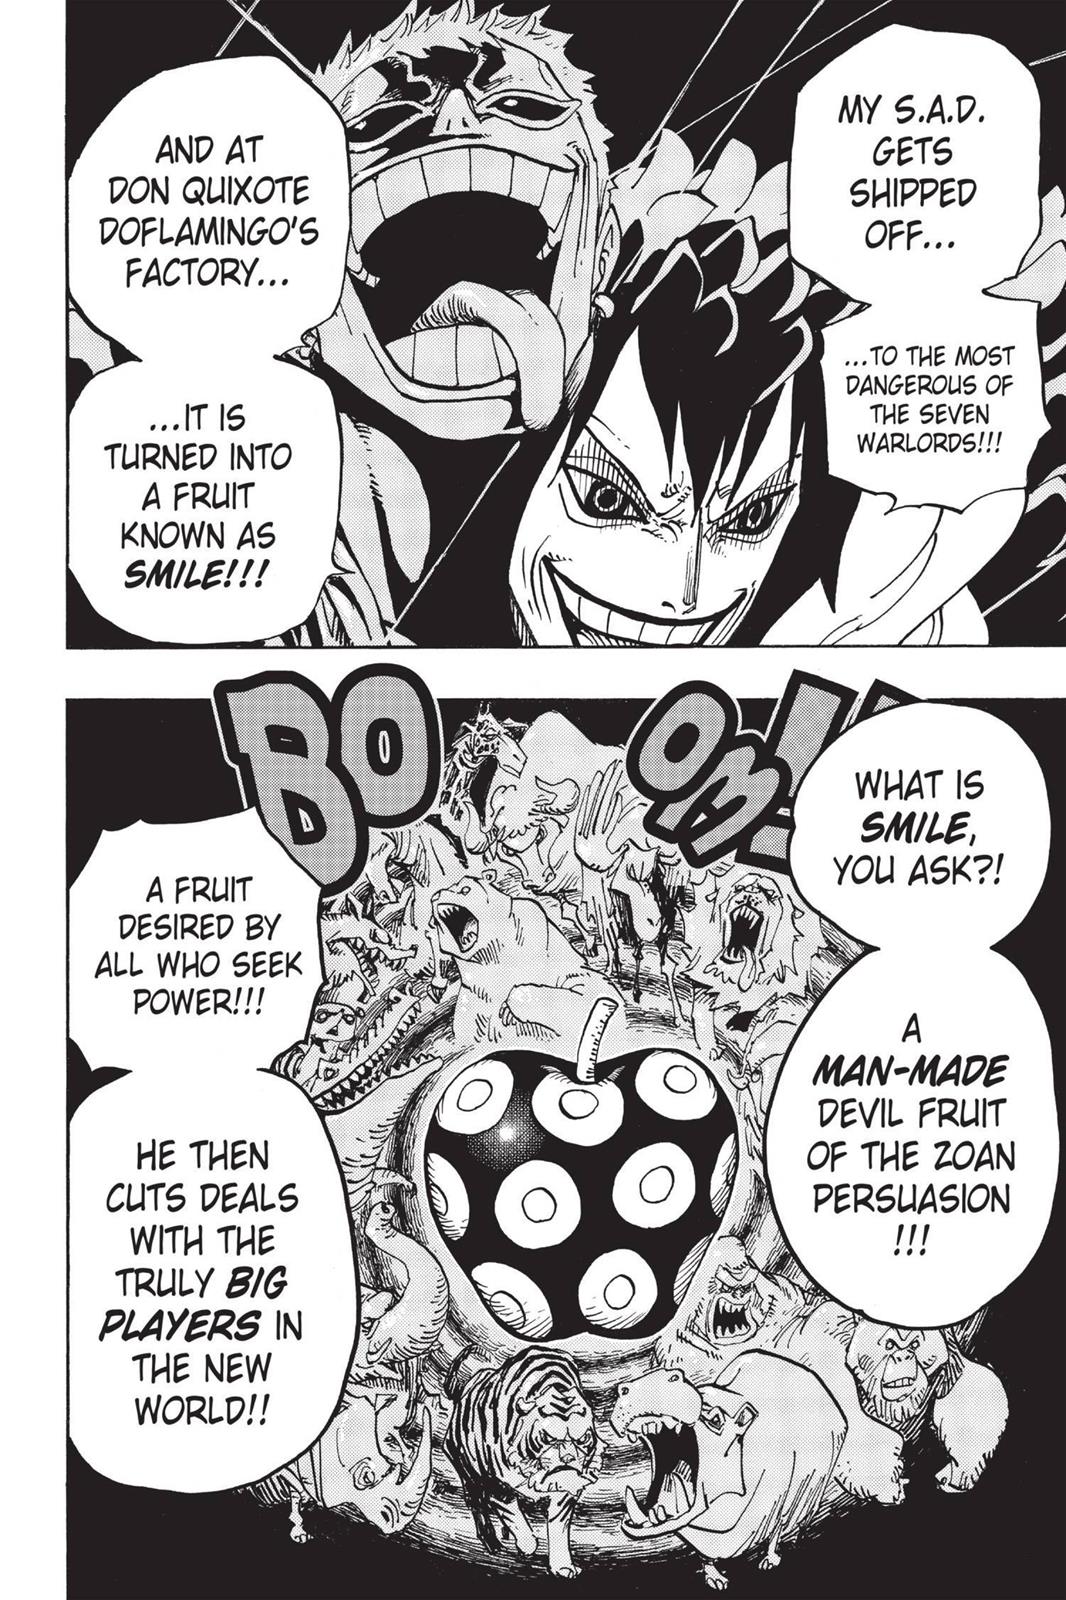 MY S.A.D.
GETS
SHIPPED
OFF...
...TO THE MOST
DANGEROUS OF
THE SEVEN
WARLORDS!!!
AND AT
DON QUIXOTE
DOFLAMINGO'S
FACTORY...
...IT IS
TURNED INTO
A FRUIT
KNOWN AS
SMILE!!!
BOOM!!
WHAT IS
SMILE,
YOU ASK?!
A
MAN-MADE
DEVIL FRUIT
OF THE ZOAN
PERSUASION
!!!
A FRUIT
DESIRED BY
ALL WHO SEEK
POWER!!!
HE THEN
CUTS DEALS
WITH THE
TRULY BIG
PLAYERS IN
THE NEW
WORLD!!